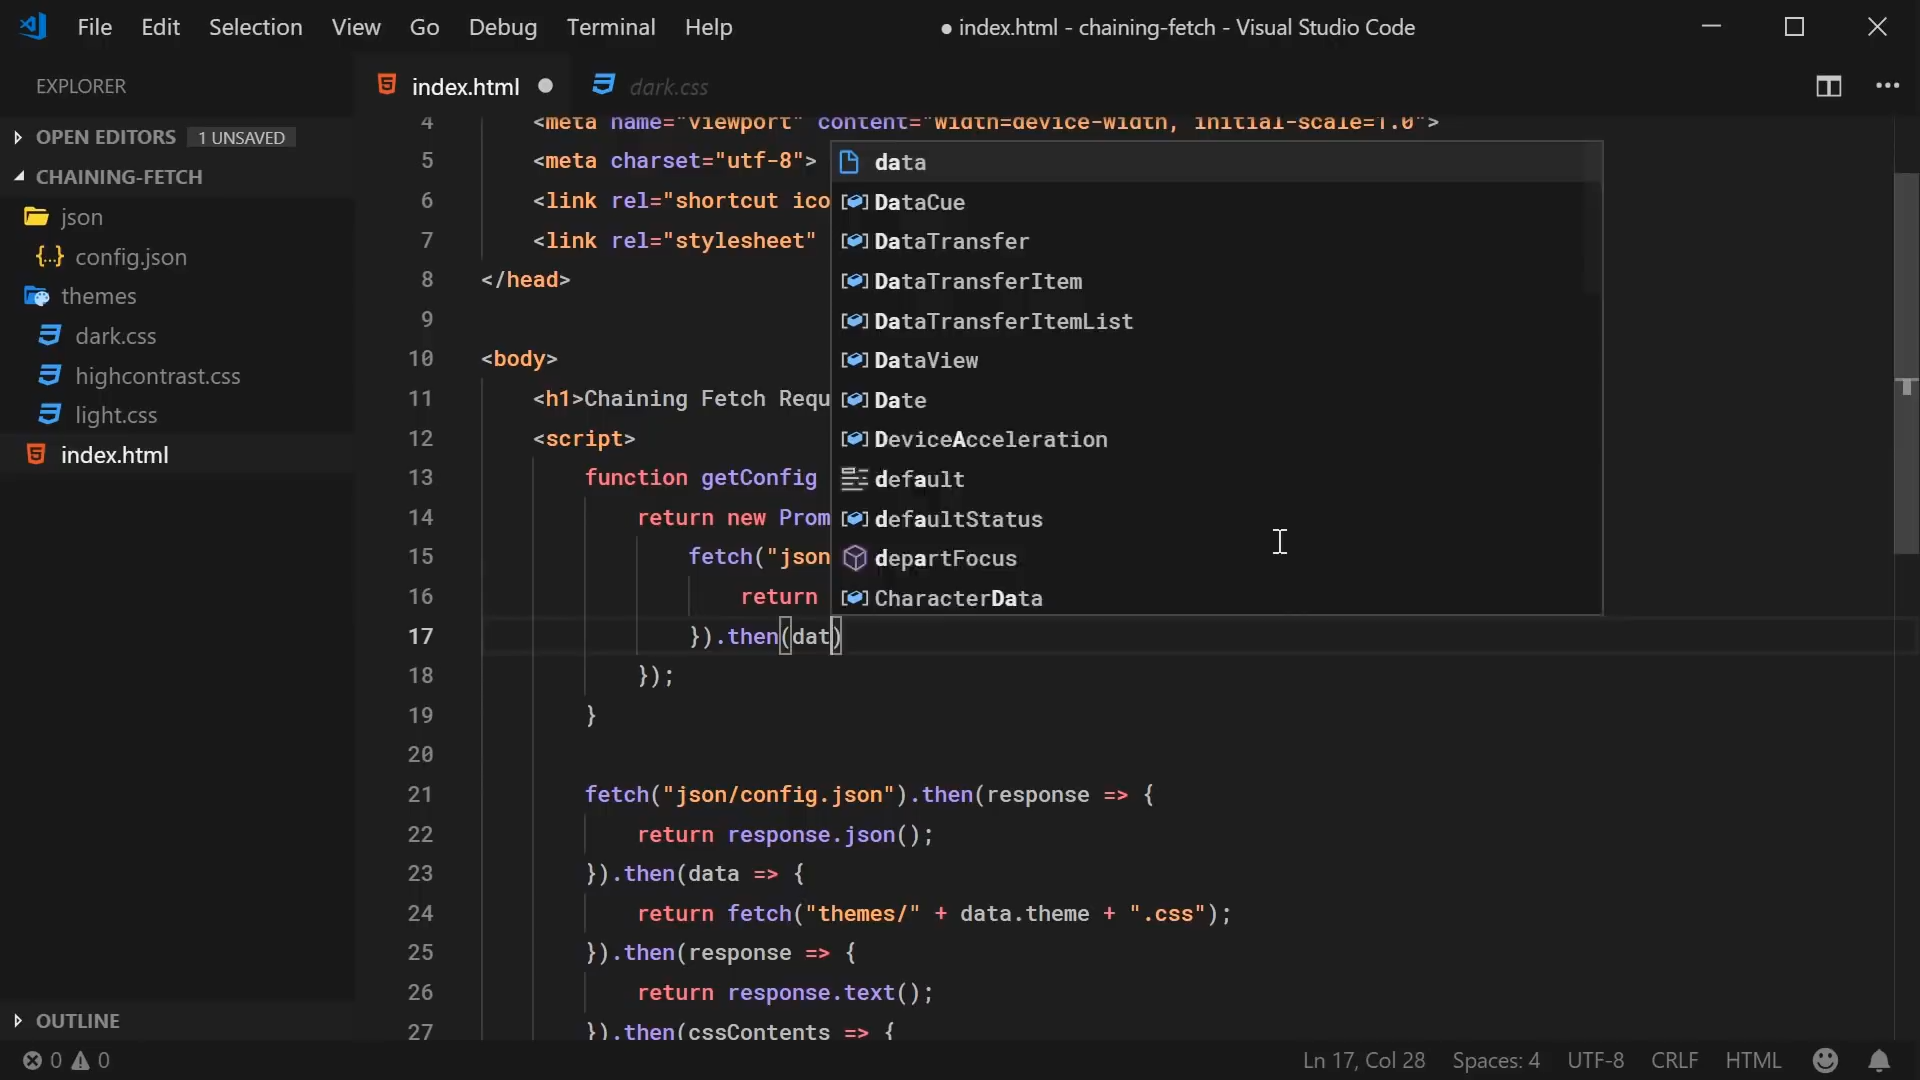 File Edit Selection View Go Debug Terminal Help
● index.html - chaining-fetch - Visual Studio Code
EXPLORER
index.html ●
dark.css
OPEN EDITORS 1 UNSAVED
CHAINING-FETCH
json
config.json
themes
dark.css
highcontrast.css
light.css
index.html
OUTLINE
4 <meta name="viewport" content="width=device-width, initial-scale=1.0">
5 <meta charset="utf-8">
6 <link rel="shortcut ico
7 <link rel="stylesheet"
8 </head>
9
10 <body>
11 <h1>Chaining Fetch Requ
12 <script>
13 function getConfig
14 return new Prom
15 fetch("json
16 return
17 }).then(dat)
18 });
19 }
20
21 fetch("json/config.json").then(response => {
22 return response.json();
23 }).then(data => {
24 return fetch("themes/" + data.theme + ".css");
25 }).then(response => {
26 return response.text();
27 }).then(cssContents => {
data
DataCue
DataTransfer
DataTransferItem
DataTransferItemList
DataView
Date
DeviceAcceleration
default
defaultStatus
departFocus
CharacterData
0 0
Ln 17, Col 28 Spaces: 4 UTF-8 CRLF HTML